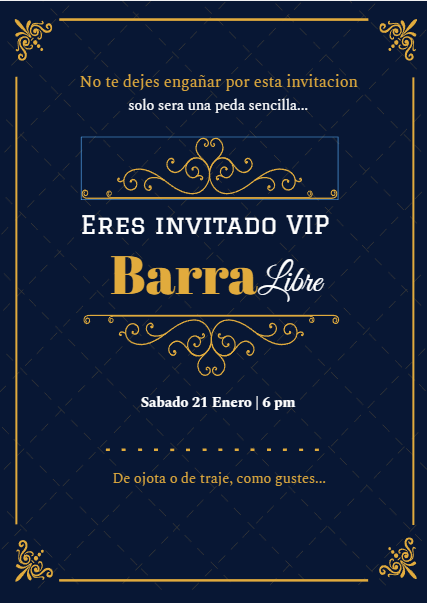 No te dejes engañar por esta invitacion
solo sera una peda sencilla...
Eres invitado VIP
Barra Libre
Sabado 21 Enero | 6 pm
De ojota o de traje, como gustes...